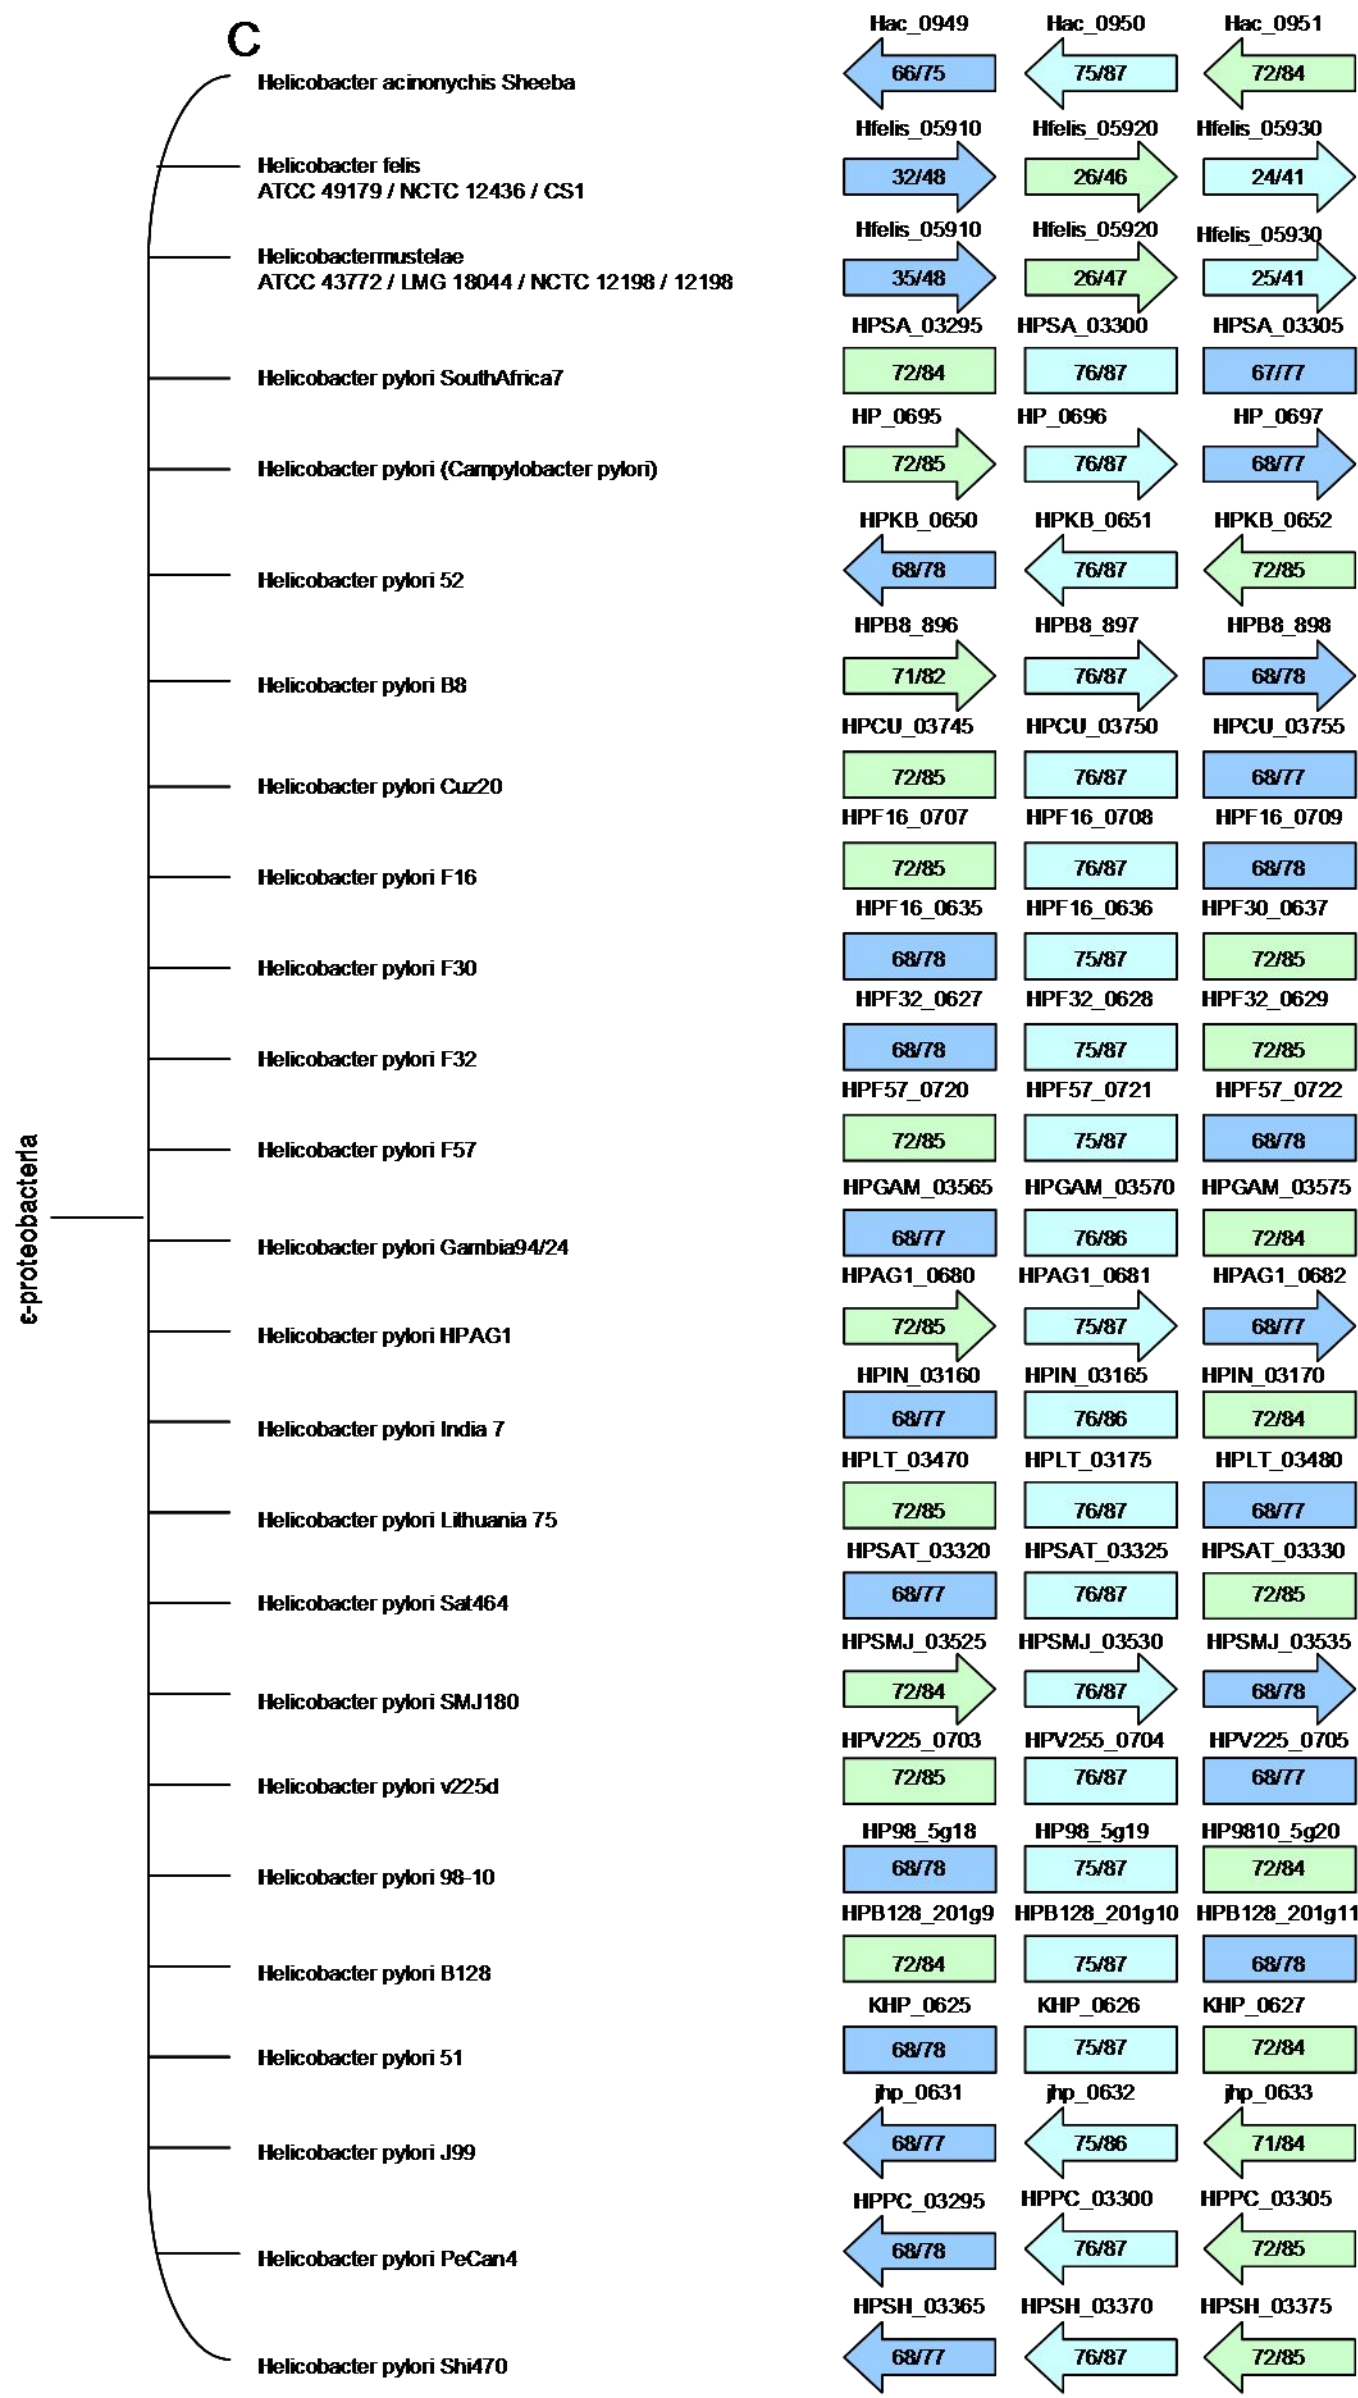 C
Hac_0949 Hac_0950 Hac_0951
Helicobacter acinonychis Sheeba 66/75 75/87 72/84
Hfelis_05910 Hfelis_05920 Hfelis_05930
Helicobacter felis
ATCC 49179 / NCTC 12436 / CS1 32/48 26/46 24/41
Hfelis_05910 Hfelis_05920 Hfelis_05930
Helicobactermustelae
ATCC 43772 / LMG 18044 / NCTC 12198 / 12198 35/48 26/47 25/41
HPSA_03295 HPSA_03300 HPSA_03305
Helicobacter pylori SouthAfrica7 72/84 76/87 67/77
HP_0695 HP_0696 HP_0697
Helicobacter pylori (Campylobacter pylori) 72/85 76/87 68/77
HPKB_0650 HPKB_0651 HPKB_0652
Helicobacter pylori 52 68/78 76/87 72/85
HPB8_896 HPB8_897 HPB8_898
Helicobacter pylori B8 71/82 76/87 68/78
HPCU_03745 HPCU_03750 HPCU_03755
Helicobacter pylori Cuz20 72/85 76/87 68/77
HPF16_0707 HPF16_0708 HPF16_0709
Helicobacter pylori F16 72/85 76/87 68/78
HPF16_0635 HPF16_0636 HPF30_0637
Helicobacter pylori F30 68/78 75/87 72/85
HPF32_0627 HPF32_0628 HPF32_0629
Helicobacter pylori F32 68/78 75/87 72/85
HPF57_0720 HPF57_0721 HPF57_0722
Helicobacter pylori F57 72/85 75/87 68/78
ε-proteobacteria
HPGAM_03565 HPGAM_03570 HPGAM_03575
Helicobacter pylori Gambia94/24 68/77 76/86 72/84
HPAG1_0680 HPAG1_0681 HPAG1_0682
Helicobacter pylori HPAG1 72/85 75/87 68/77
HPIN_03160 HPIN_03165 HPIN_03170
Helicobacter pylori India 7 68/77 76/86 72/84
HPLT_03470 HPLT_03175 HPLT_03480
Helicobacter pylori Lithuania 75 72/85 76/87 68/77
HPSAT_03320 HPSAT_03325 HPSAT_03330
Helicobacter pylori Sat464 68/77 76/87 72/85
HPSMJ_03525 HPSMJ_03530 HPSMJ_03535
Helicobacter pylori SMJ180 72/84 76/87 68/78
HPV225_0703 HPV255_0704 HPV225_0705
Helicobacter pylori v225d 72/85 76/87 68/77
HP98_5g18 HP98_5g19 HP9810_5g20
Helicobacter pylori 98-10 68/78 75/87 72/84
HPB128_201g9 HPB128_201g10 HPB128_201g11
Helicobacter pylori B128 72/84 75/87 68/78
KHP_0625 KHP_0626 KHP_0627
Helicobacter pylori 51 68/78 75/87 72/84
jhp_0631 jhp_0632 jhp_0633
Helicobacter pylori J99 68/77 75/86 71/84
HPPC_03295 HPPC_03300 HPPC_03305
Helicobacter pylori PeCan4 68/78 76/87 72/85
HPSH_03365 HPSH_03370 HPSH_03375
Helicobacter pylori Shi470 68/77 76/87 72/85